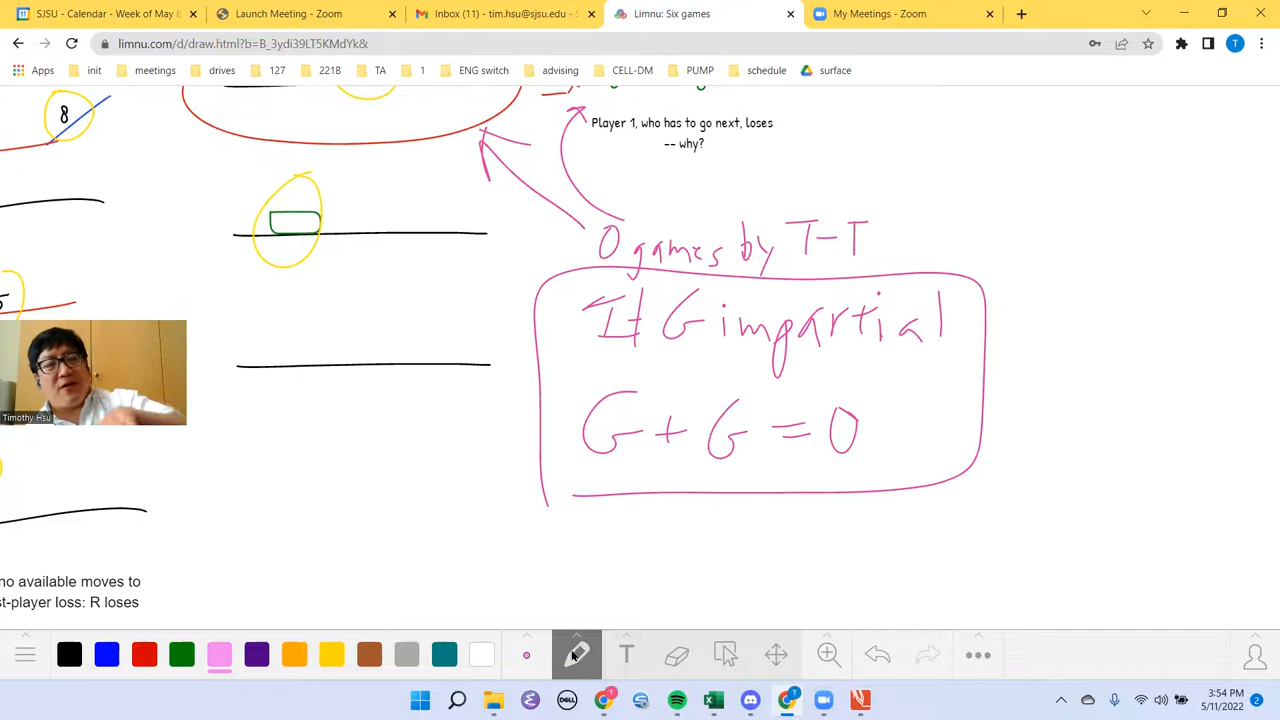 SJSU - Calendar - Week of May 8
Launch Meeting - Zoom
Inbox (11) - tim.hsu@sjsu.edu - S
Limnu: Six games
My Meetings - Zoom
limnu.com/d/draw.html?b=B_3ydi39LT5KMdYk&
T
Apps
init
meetings
drives
127
221B
TA
1
ENG switch
advising
CELL-DM
PUMP
schedule
surface
8
Player 1, who has to go next, loses
-- why?
0 games by T-T
If G impartial
G + G = 0
5
Timothy Hsu
no available moves to
st-player loss: R loses
T
DELL
3:54 PM
5/11/2022
2